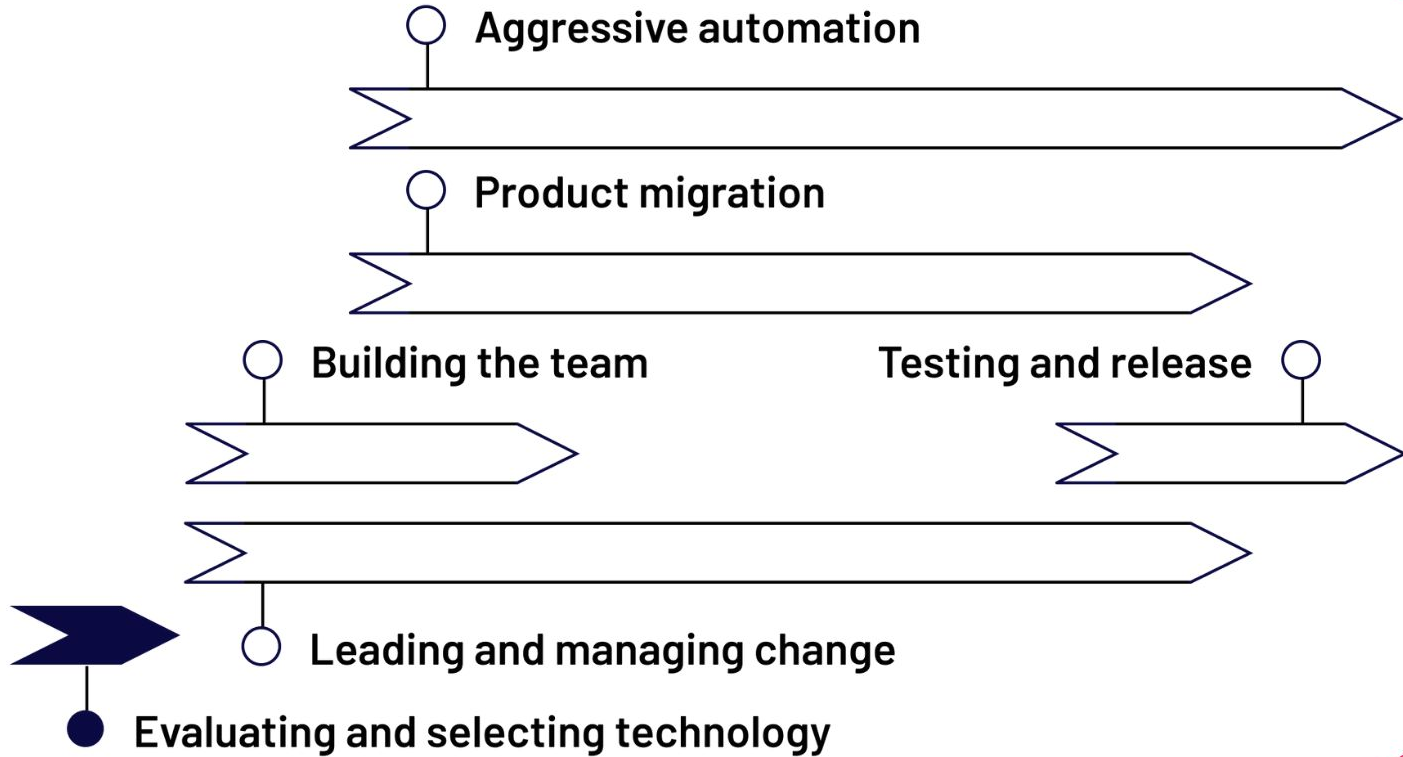 Aggressive automation
Product migration
Building the team
Testing and release
Leading and managing change
Evaluating and selecting technology